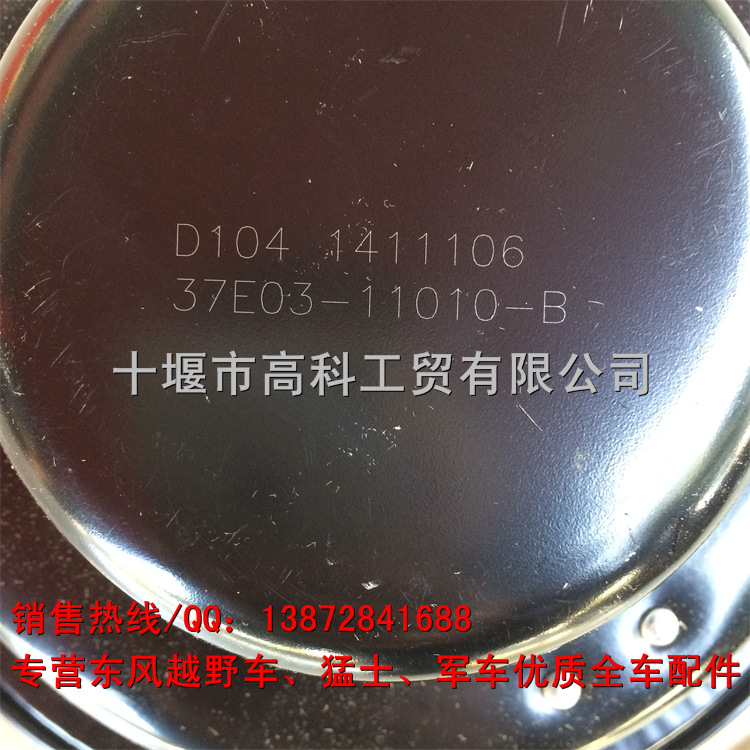 D104 1411106
37E03-11010-B
十堰市高科工贸有限公司
销售热线/QQ：13872841688
专营东风越野车、猛士、军车优质全车配件